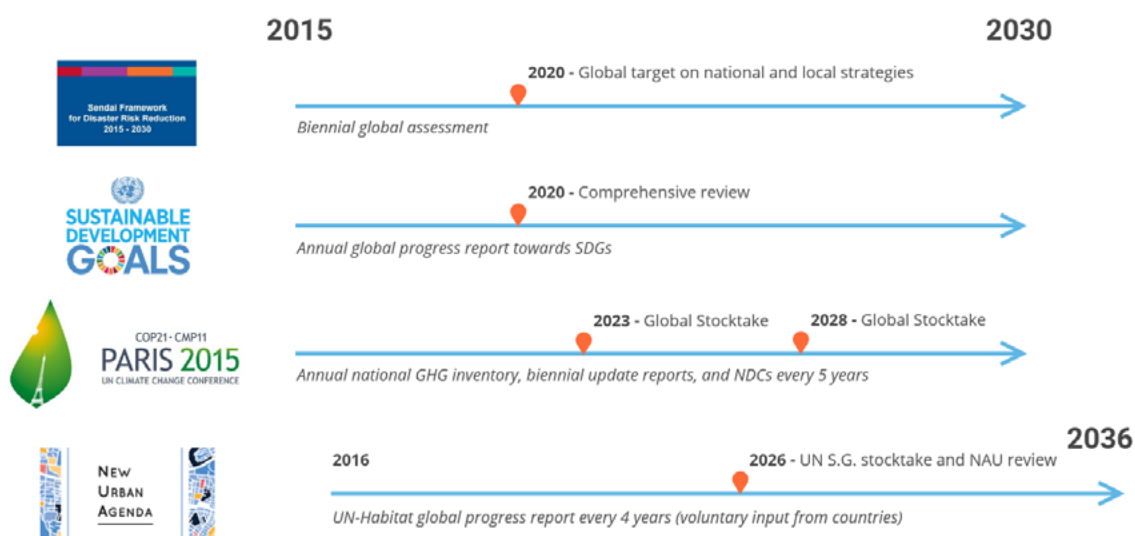 2015
2030
Sendai Framework
for Disaster Risk Reduction
2015 - 2030
2020 - Global target on national and local strategies
Biennial global assessment
SUSTAINABLE
DEVELOPMENT
GOALS
2020 - Comprehensive review
Annual global progress report towards SDGs
COP21 - CMP11
PARIS 2015
UN CLIMATE CHANGE CONFERENCE
2023 - Global Stocktake
2028 - Global Stocktake
Annual national GHG inventory, biennial update reports, and NDCs every 5 years
2036
NEW
URBAN
AGENDA
2016
2026 - UN S.G. stocktake and NAU review
UN-Habitat global progress report every 4 years (voluntary input from countries)